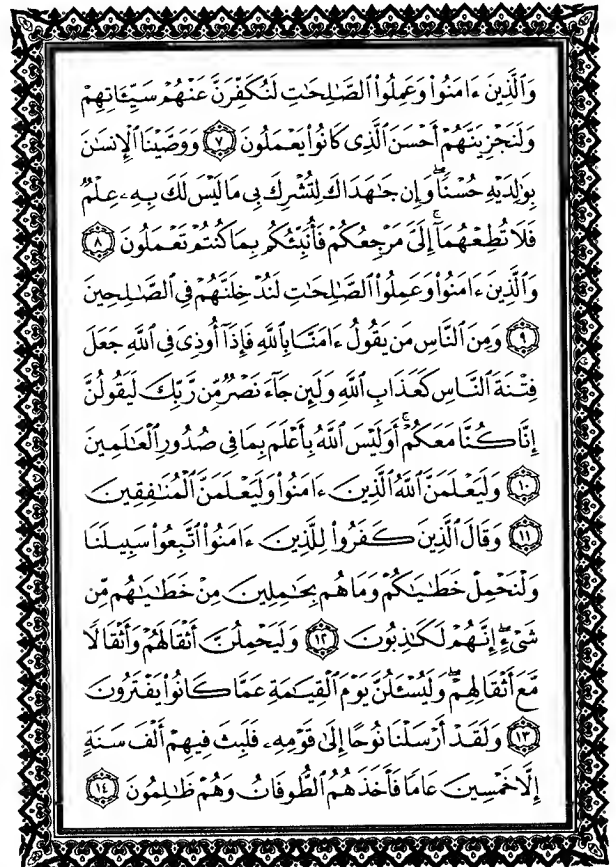 وَٱلَّذِينَ ءَامَنُوا۟ وَعَمِلُوا۟ ٱلصَّٰلِحَٰتِ لَنُكَفِّرَنَّ عَنْهُمْ سَيِّـَٔاتِهِمْ
وَلَنَجْزِيَنَّهُمْ أَحْسَنَ ٱلَّذِى كَانُوا۟ يَعْمَلُونَ ٧ وَوَصَّيْنَا ٱلْإِنسَٰنَ
بِوَٰلِدَيْهِ حُسْنًا ۖ وَإِن جَٰهَدَاكَ لِتُشْرِكَ بِى مَا لَيْسَ لَكَ بِهِۦ عِلْمٌ
فَلَا تُطِعْهُمَآ ۚ إِلَىَّ مَرْجِعُكُمْ فَأُنَبِّئُكُم بِمَا كُنتُمْ تَعْمَلُونَ ٨
وَٱلَّذِينَ ءَامَنُوا۟ وَعَمِلُوا۟ ٱلصَّٰلِحَٰتِ لَنُدْخِلَنَّهُمْ فِى ٱلصَّٰلِحِينَ
٩ وَمِنَ ٱلنَّاسِ مَن يَقُولُ ءَامَنَّا بِٱللَّهِ فَإِذَآ أُوذِىَ فِى ٱللَّهِ جَعَلَ
فِتْنَةَ ٱلنَّاسِ كَعَذَابِ ٱللَّهِ وَلَئِن جَآءَ نَصْرٌ مِّن رَّبِّكَ لَيَقُولُنَّ
إِنَّا كُنَّا مَعَكُمْ ۚ أَوَلَيْسَ ٱللَّهُ بِأَعْلَمَ بِمَا فِى صُدُورِ ٱلْعَٰلَمِينَ
١٠ وَلَيَعْلَمَنَّ ٱللَّهُ ٱلَّذِينَ ءَامَنُوا۟ وَلَيَعْلَمَنَّ ٱلْمُنَٰفِقِينَ
١١ وَقَالَ ٱلَّذِينَ كَفَرُوا۟ لِلَّذِينَ ءَامَنُوا۟ ٱتَّبِعُوا۟ سَبِيلَنَا
وَلْنَحْمِلْ خَطَٰيَٰكُمْ وَمَا هُم بِحَٰمِلِينَ مِنْ خَطَٰيَٰهُم مِّن
شَىْءٍ ۖ إِنَّهُمْ لَكَٰذِبُونَ ١٢ وَلَيَحْمِلُنَّ أَثْقَالَهُمْ وَأَثْقَالًا
مَّعَ أَثْقَالِهِمْ ۖ وَلَيُسْـَٔلُنَّ يَوْمَ ٱلْقِيَٰمَةِ عَمَّا كَانُوا۟ يَفْتَرُونَ
١٣ وَلَقَدْ أَرْسَلْنَا نُوحًا إِلَىٰ قَوْمِهِۦ فَلَبِثَ فِيهِمْ أَلْفَ سَنَةٍ
إِلَّا خَمْسِينَ عَامًا فَأَخَذَهُمُ ٱلطُّوفَانُ وَهُمْ ظَٰلِمُونَ ١٤